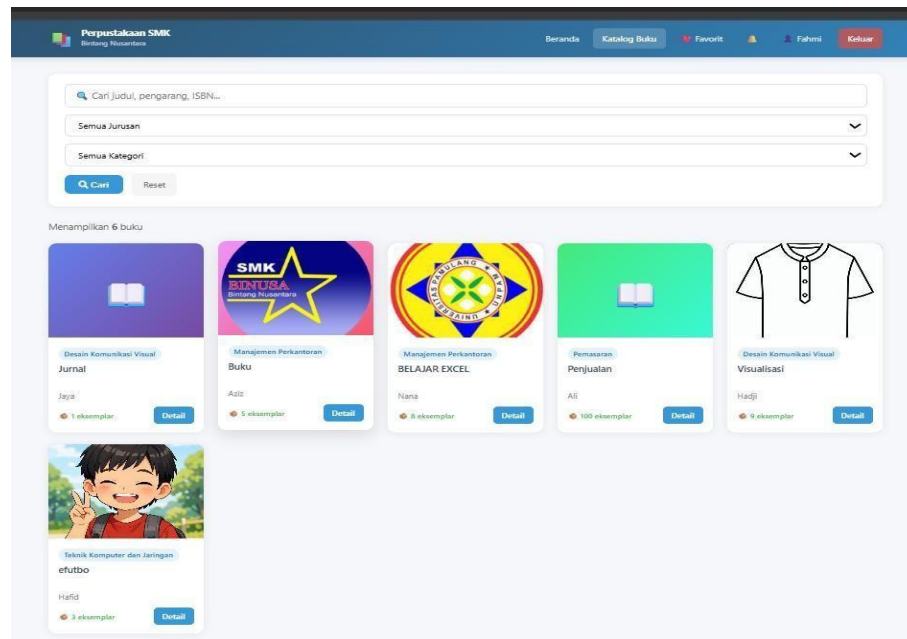 Perpustakaan SMK
Bintang Nusantara
Beranda
Katalog Buku
Favorit
Fahmi
Keluar
Cari judul, pengarang, ISBN...
Semua Jurusan
Semua Kategori
Cari
Reset
Menampilkan 6 buku
SMK
BINUSA
Bintang Nusantara
UNIVERSITAS PAMULANG
UNPAM
Desain Komunikasi Visual
Jurnal
Jaya
1 eksemplar
Detail
Manajemen Perkantoran
Buku
Aziz
5 eksemplar
Detail
Manajemen Perkantoran
BELAJAR EXCEL
Nana
8 eksemplar
Detail
Pemasaran
Penjualan
Ali
100 eksemplar
Detail
Desain Komunikasi Visual
Visualisasi
Hadji
9 eksemplar
Detail
Teknik Komputer dan Jaringan
efutbo
Hafid
3 eksemplar
Detail